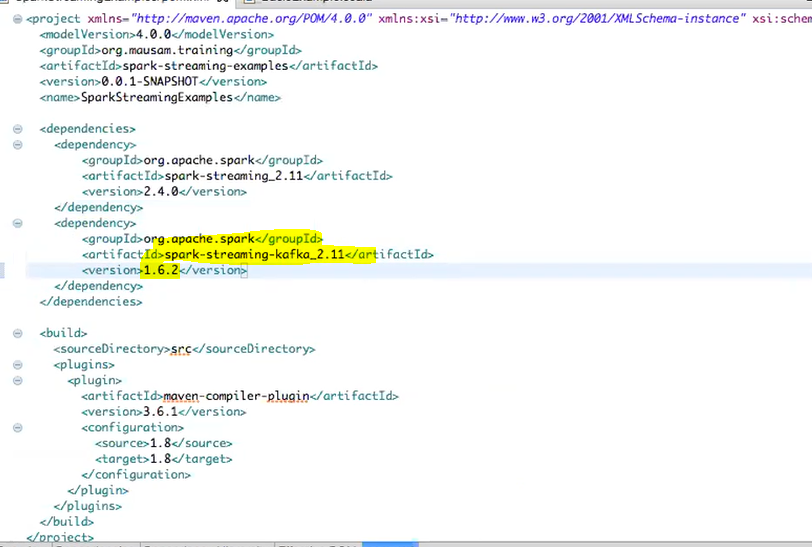 <project xmlns="http://maven.apache.org/POM/4.0.0" xmlns:xsi="http://www.w3.org/2001/XMLSchema-instance" xsi:schem
<modelVersion>4.0.0</modelVersion>
<groupId>org.mausam.training</groupId>
<artifactId>spark-streaming-examples</artifactId>
<version>0.0.1-SNAPSHOT</version>
<name>SparkStreamingExamples</name>
<dependencies>
<dependency>
<groupId>org.apache.spark</groupId>
<artifactId>spark-streaming_2.11</artifactId>
<version>2.4.0</version>
</dependency>
<dependency>
<groupId>org.apache.spark</groupId>
<artifactId>spark-streaming-kafka_2.11</artifactId>
<version>1.6.2</version>
</dependency>
</dependencies>
<build>
<sourceDirectory>src</sourceDirectory>
<plugins>
<plugin>
<artifactId>maven-compiler-plugin</artifactId>
<version>3.6.1</version>
<configuration>
<source>1.8</source>
<target>1.8</target>
</configuration>
</plugin>
</plugins>
</build>
</project>